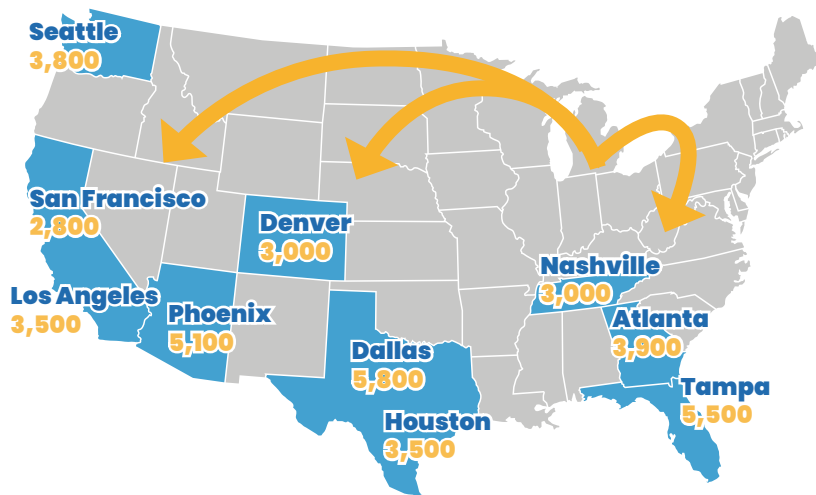 Seattle
3,800
San Francisco
2,800
Denver
3,000
Nashville
3,000
Los Angeles
3,500
Phoenix
5,100
Atlanta
3,900
Dallas
5,800
Tampa
5,500
Houston
3,500